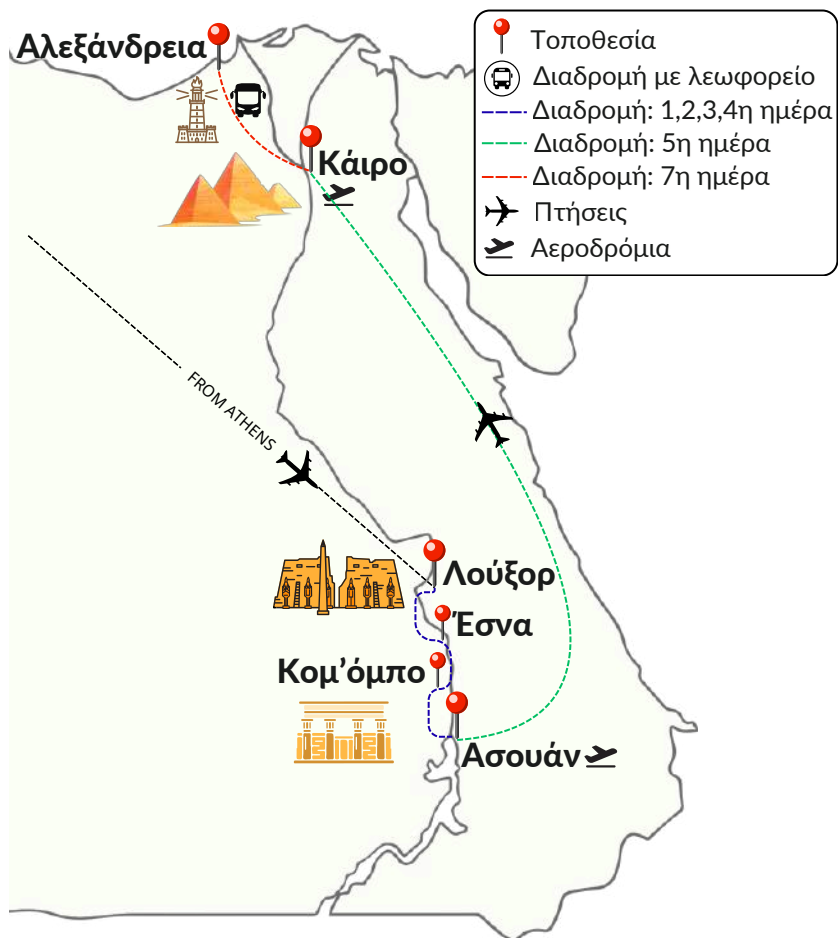 Αλεξάνδρεια
Τοποθεσία
Διαδρομή με λεωφορείο
Διαδρομή: 1,2,3,4η ημέρα
Διαδρομή: 5η ημέρα
Διαδρομή: 7η ημέρα
Πτήσεις
Αεροδρόμια
Κάιρο
FROM ATHENS
Λούξορ
Έσνα
Κομ’όμπο
Ασουάν